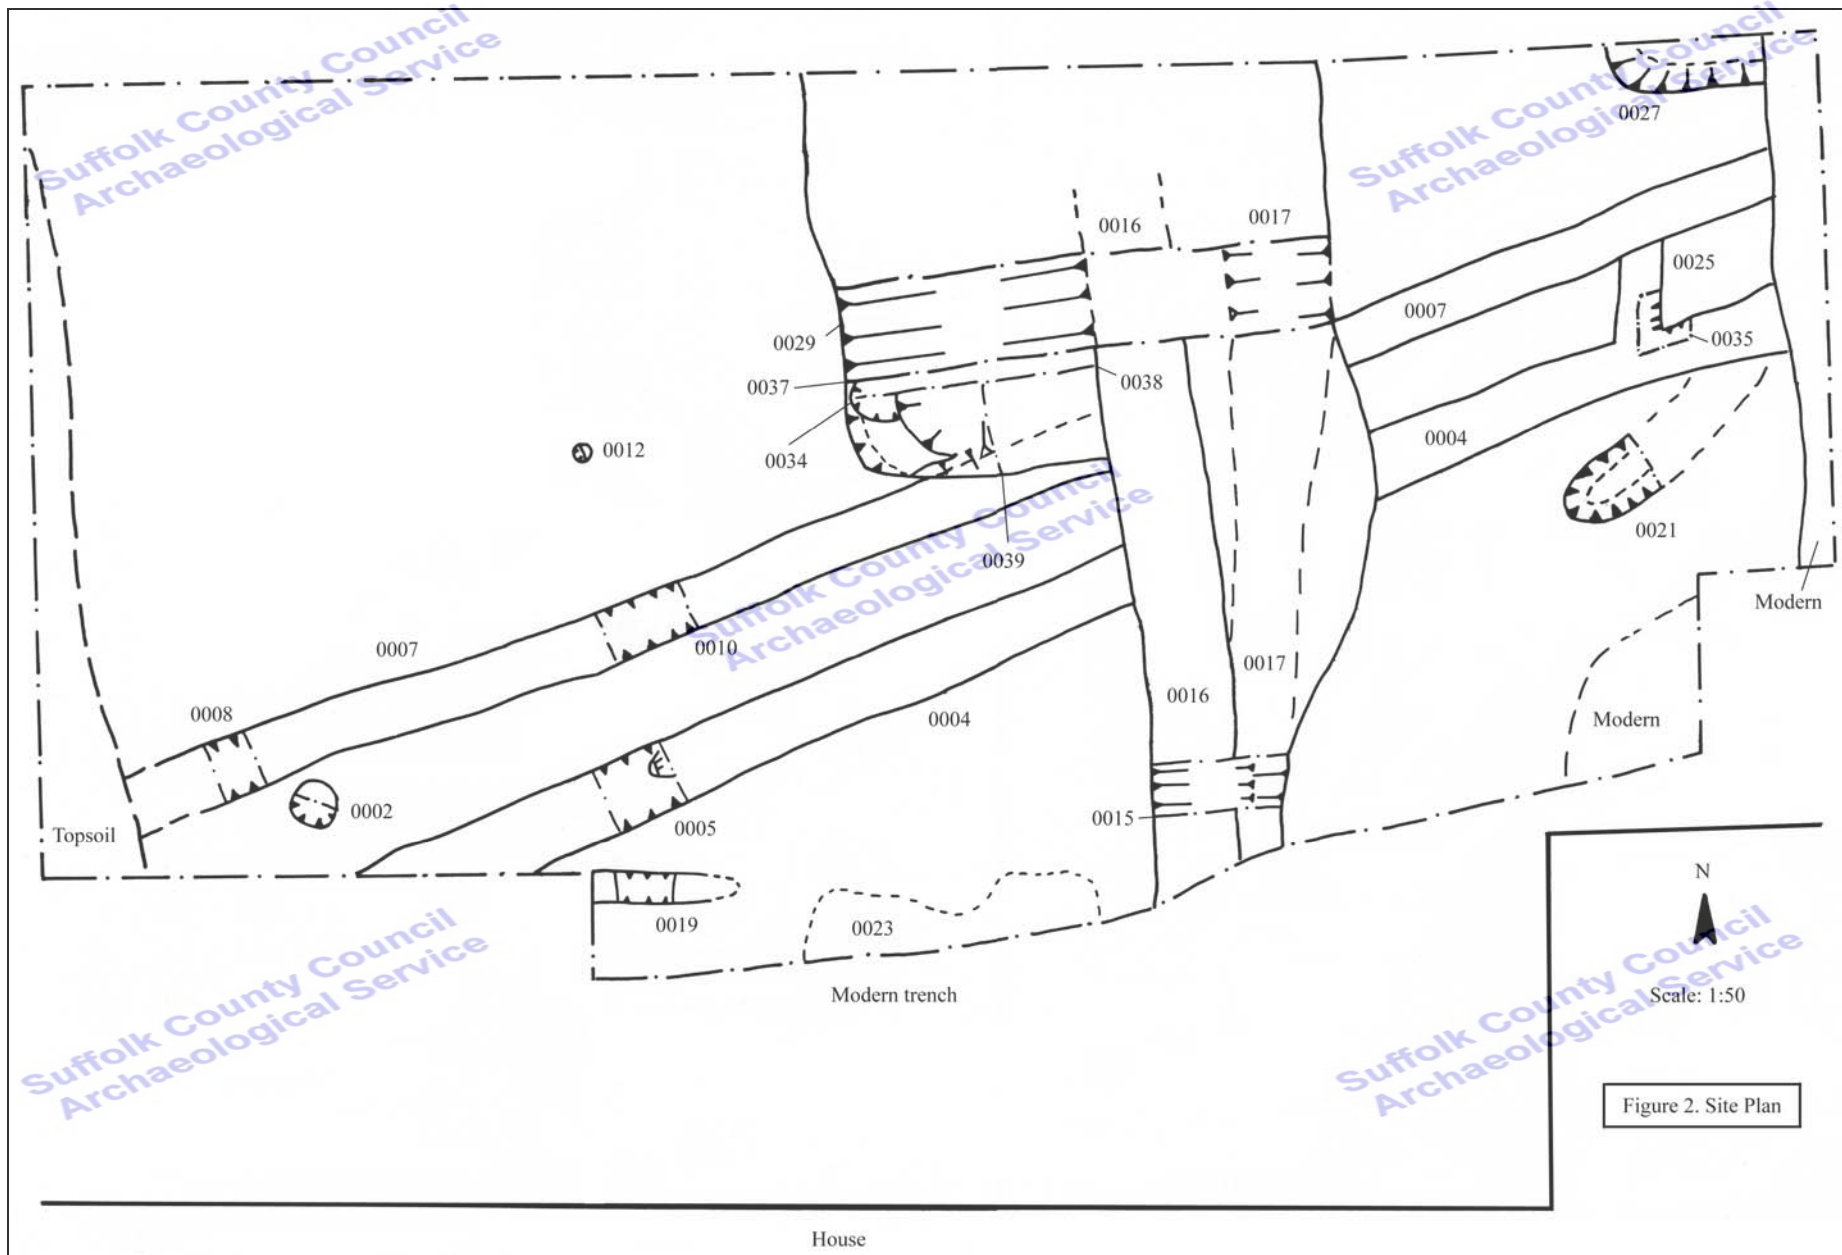 Suffolk County Council
Archaeological Service
Suffolk County Council
Archaeological Service
0027
0016
0017
0025
0007
0029
0035
0037
0038
0004
0012
0034
0021
0039
Suffolk County Council
Archaeological Service
Modern
0007
0010
0017
0016
0008
0004
Modern
0002
0005
0015
Topsoil
N
0019
0023
Modern trench
Scale: 1:50
Suffolk County Council
Archaeological Service
Suffolk County Council
Archaeological Service
Figure 2. Site Plan
House